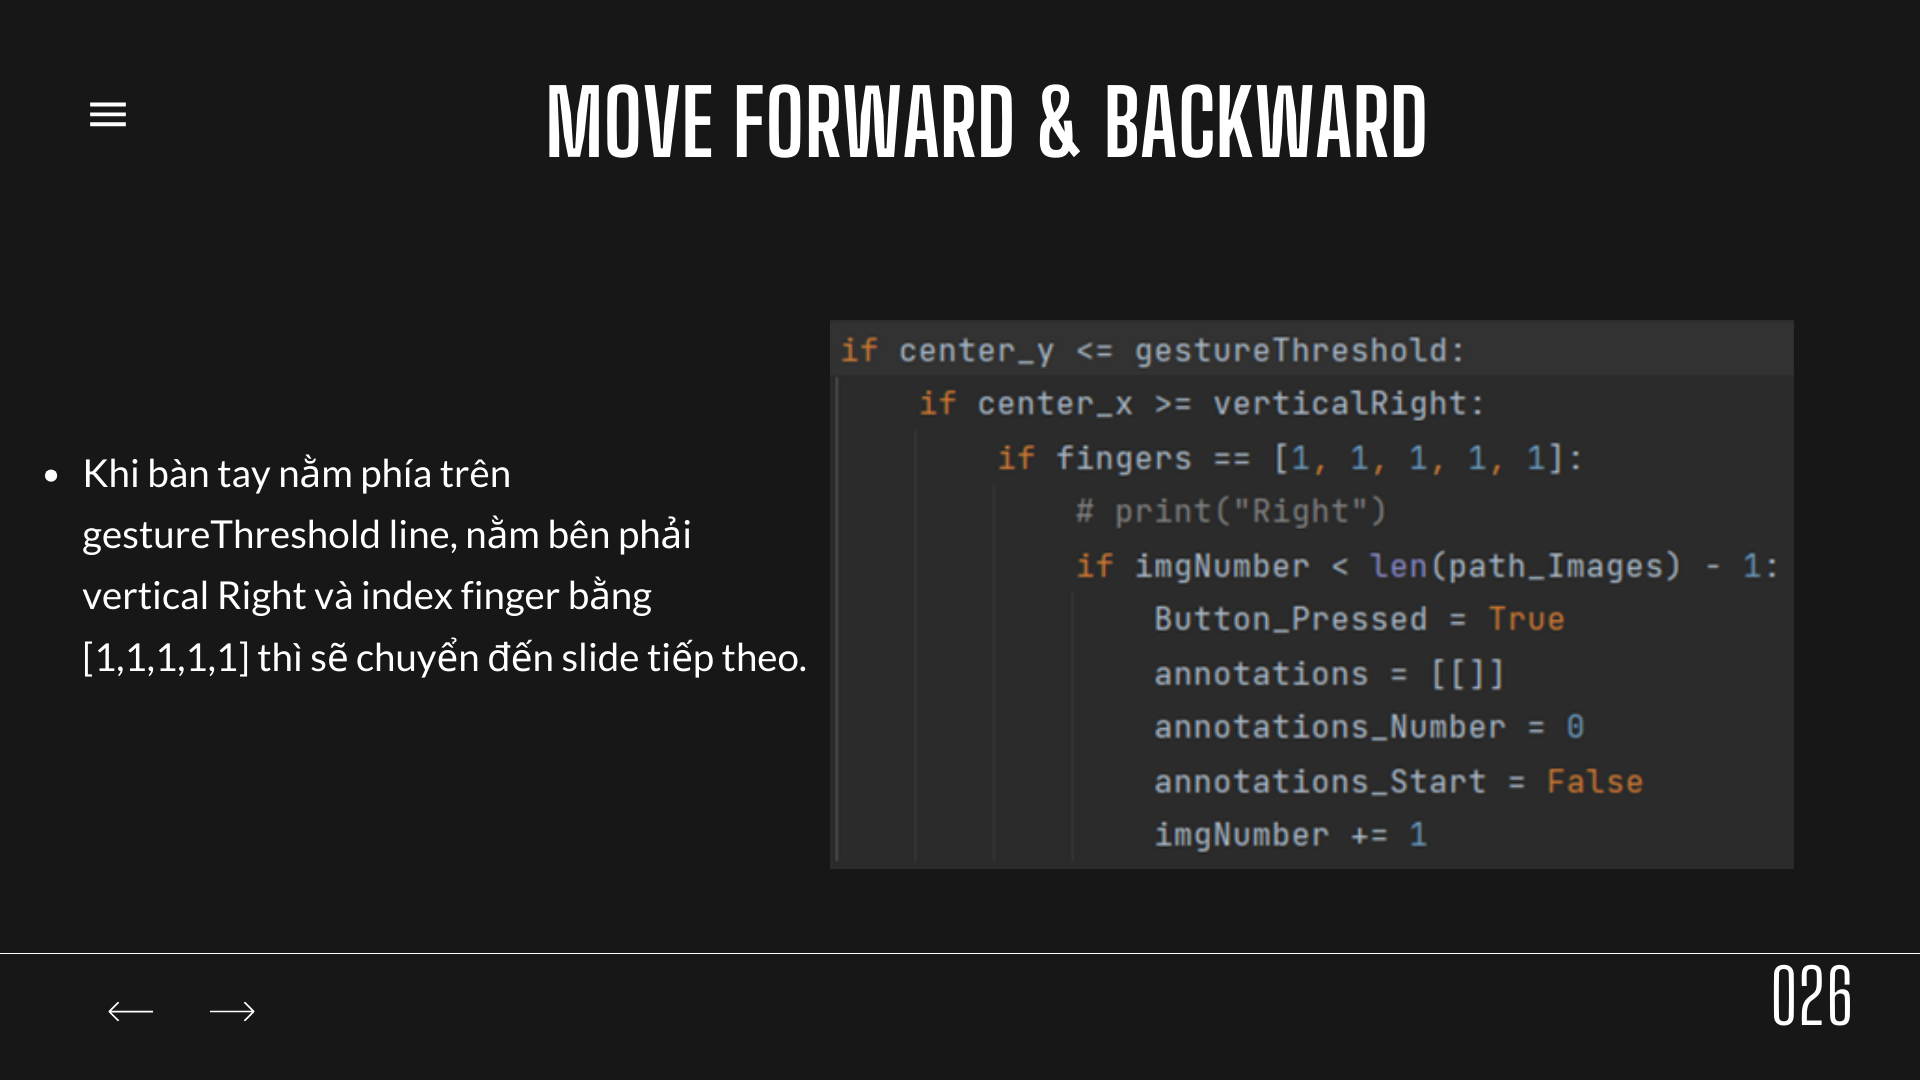 MOVE FORWARD & BACKWARD
• Khi bàn tay nằm phía trên
gestureThreshold line, nằm bên phải
vertical Right và index finger bằng
[1,1,1,1,1] thì sẽ chuyển đến slide tiếp theo.
if center_y <= gestureThreshold:
    if center_x >= verticalRight:
        if fingers == [1, 1, 1, 1, 1]:
            # print("Right")
            if imgNumber < len(path_Images) - 1:
                Button_Pressed = True
                annotations = [[]]
                annotations_Number = 0
                annotations_Start = False
                imgNumber += 1
026